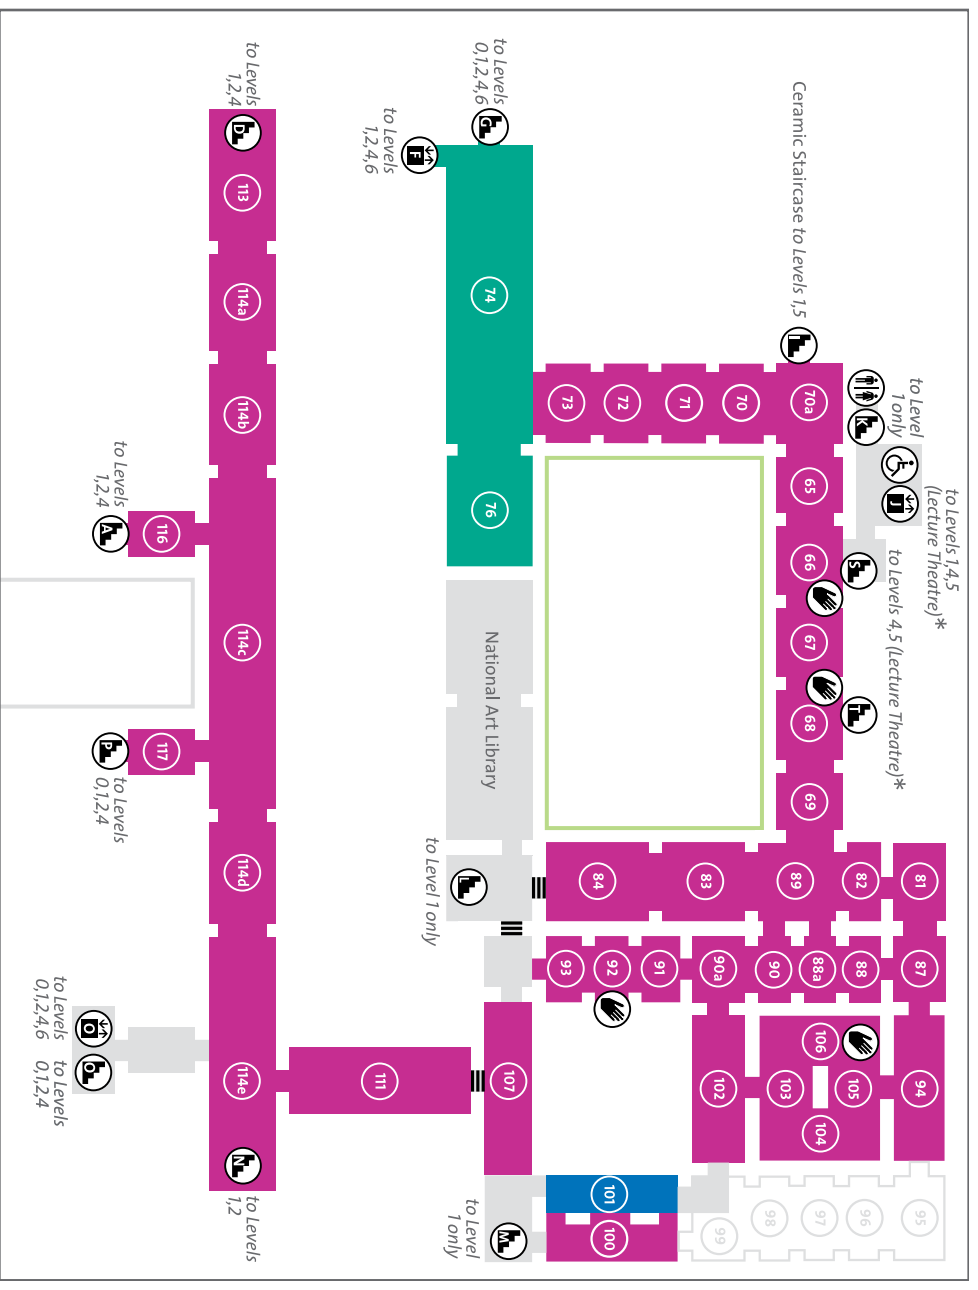 to Levels 1,4,5
(Lecture Theatre)*
to Level
1 only
to Levels 4,5 (Lecture Theatre)*
J
K
S
81
87
94
95
82
88
105
96
106
88a
104
97
Ceramic Staircase to Levels 1,5
70a
65
66
67
68
69
89
90
103
98
70
90a
102
99
71
83
91
72
84
92
101
100
73
93
to Levels
0,1,2,4,6
G
74
76
National Art Library
107
M
to Level
1 only
L
to Level 1 only
F
to Levels
1,2,4,6
111
to Levels
1,2,4
D
113
114a
114b
114c
114d
114e
N
to Levels
1,2
116
117
A
to Levels
1,2,4
P
to Levels
0,1,2,4
O
O
to Levels
0,1,2,4,6
to Levels
0,1,2,4